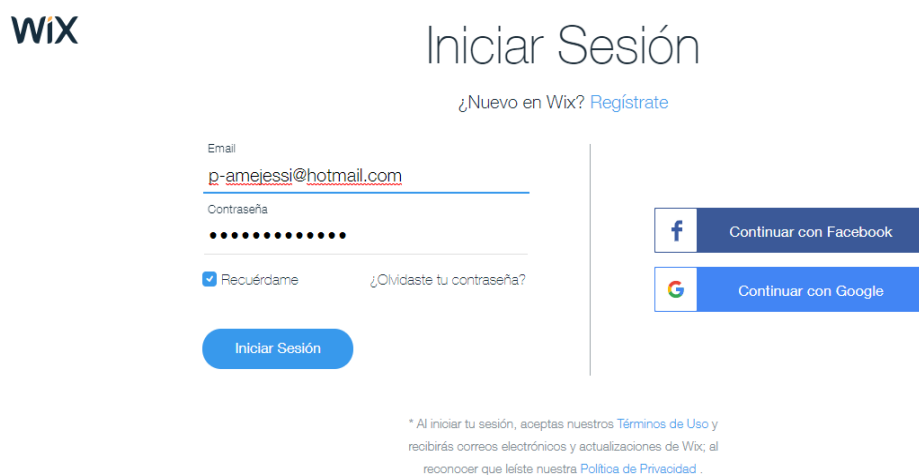 WiX
Iniciar Sesión
¿Nuevo en Wix? Regístrate
Email
p-amejessi@hotmail.com
Contraseña
•••••••••••••
Recuérdame
¿Olvidaste tu contraseña?
Iniciar Sesión
f Continuar con Facebook
G Continuar con Google
* Al iniciar tu sesión, aceptas nuestros Términos de Uso y
recibirás correos electrónicos y actualizaciones de Wix; al
reconocer que leíste nuestra Política de Privacidad .